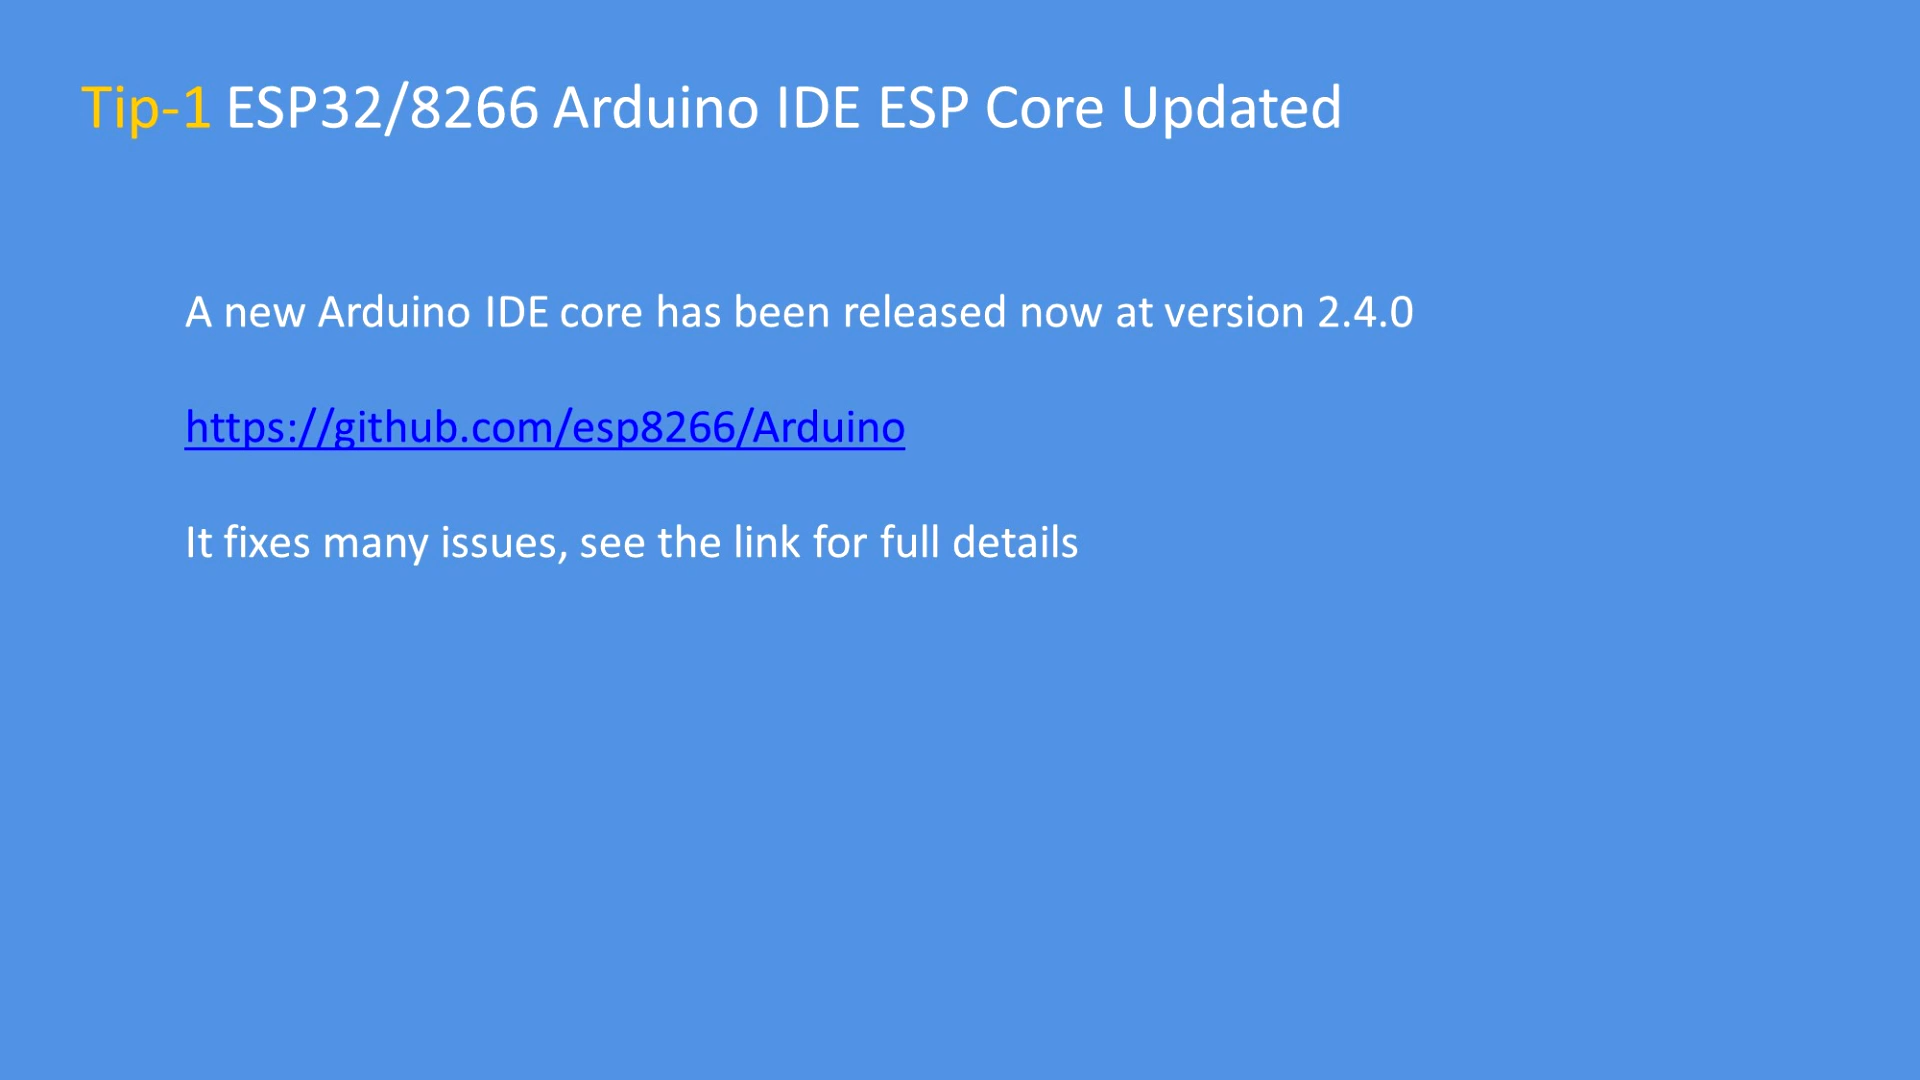 Tip-1 ESP32/8266 Arduino IDE ESP Core Updated
A new Arduino IDE core has been released now at version 2.4.0
https://github.com/esp8266/Arduino
It fixes many issues, see the link for full details